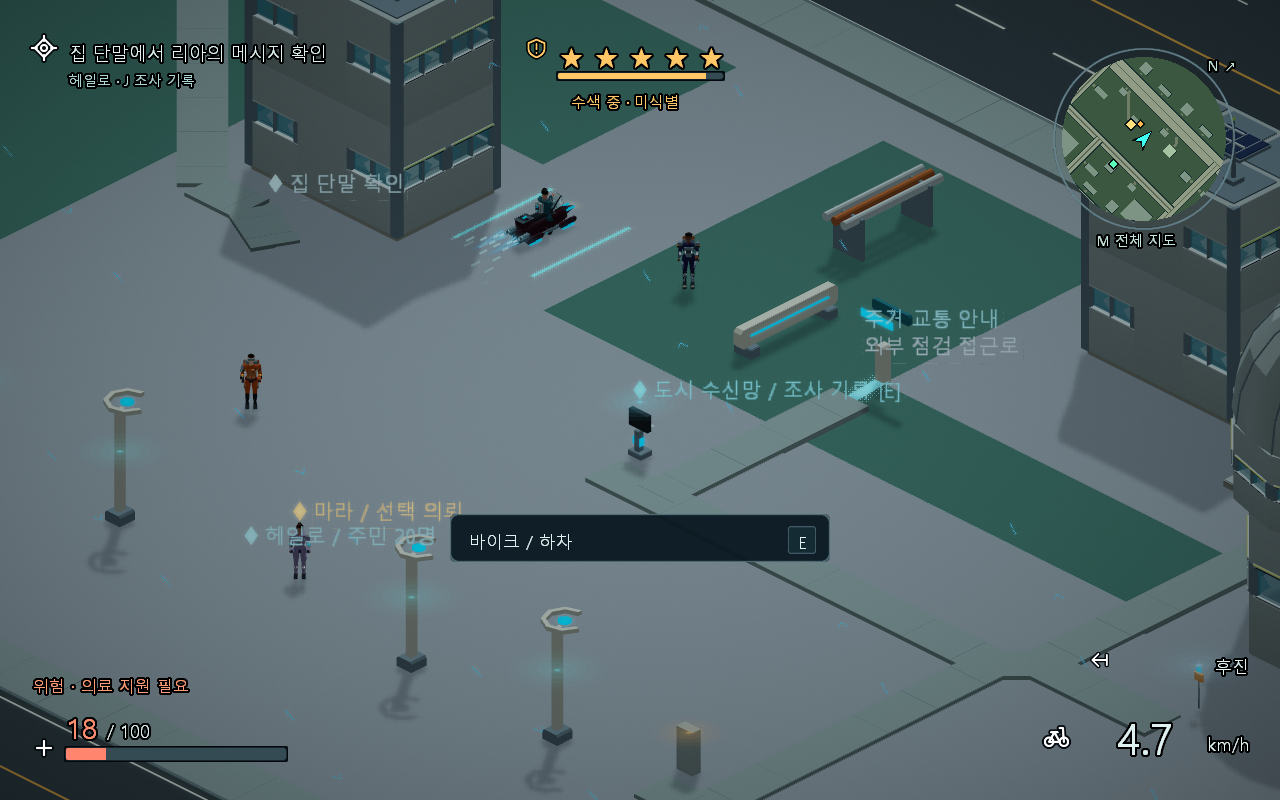 집 단말에서 리아의 메시지 확인
헤일로 · J 조사 기록
수색 중 · 미식별
N
M 전체 지도
집 단말 확인
주거 교통 안내
외부 점검 접근로
도시 수신망 / 조사 기록 [E]
마라 / 선택 의뢰
헤일로 / 주민 20명
바이크 / 하차
E
위험 · 의료 지원 필요
18 / 100
후진
4.7 km/h